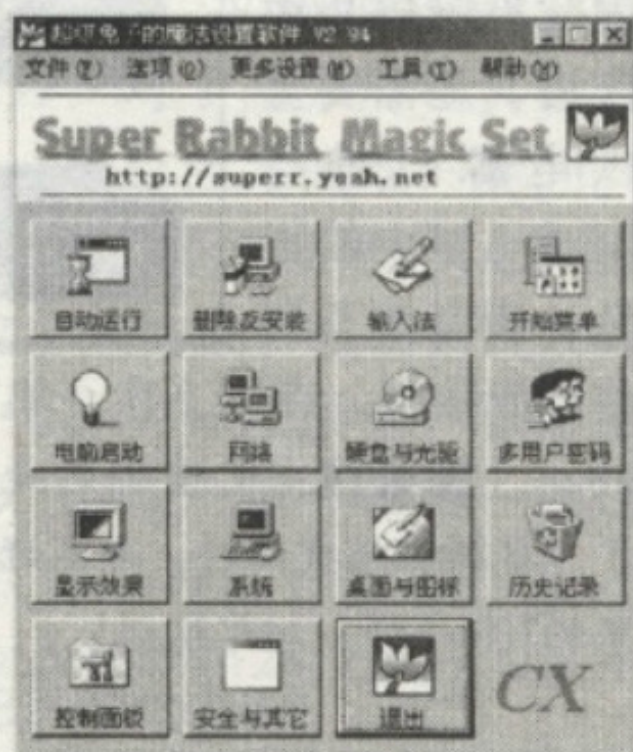 超级兔子的魔法设置软件 V2.94
文件(F) 选项(O) 更多设置(M) 工具(T) 帮助(H)
Super Rabbit Magic Set
http://superr.yeah.net
自动运行 删除反安装 输入法 开始菜单
电脑启动 网络 硬盘与光驱 多用户密码
显示效果 系统 桌面与图标 历史记录
控制面板 安全与其它 退出 CX